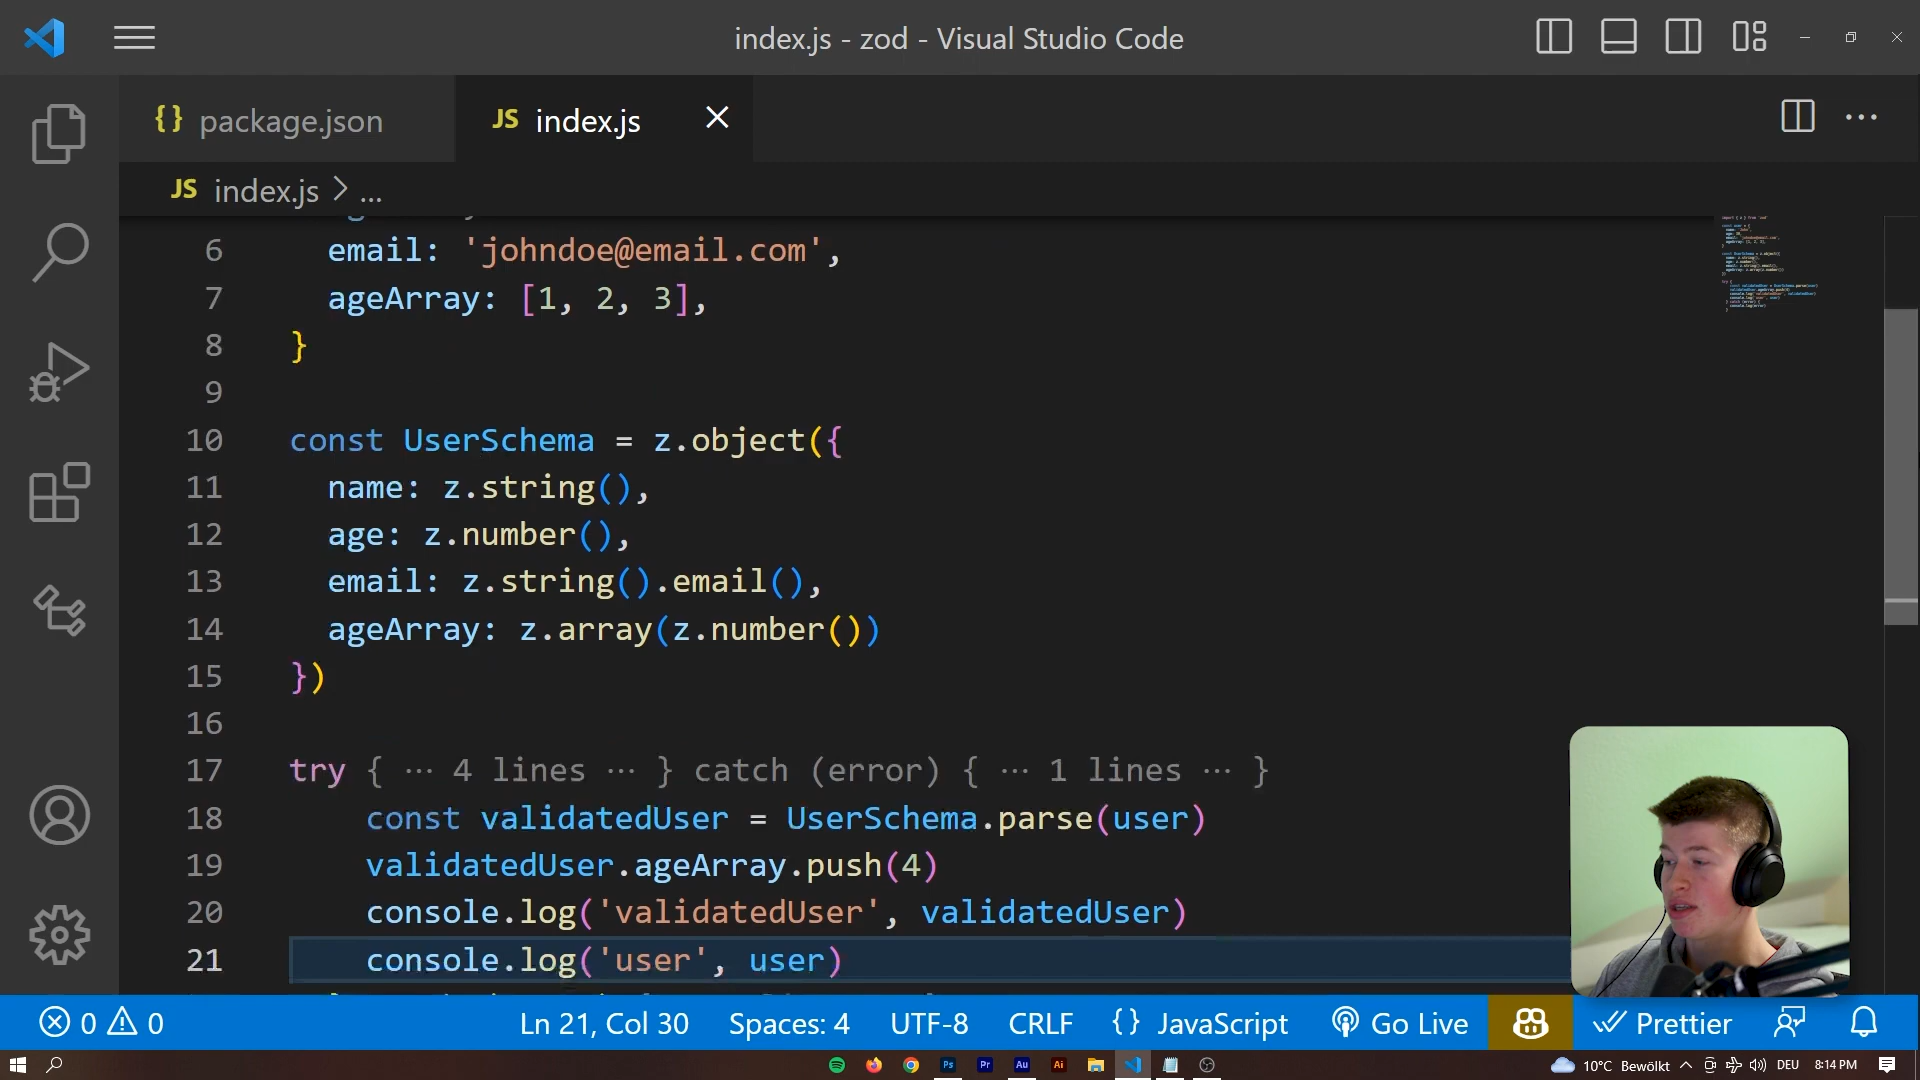 index.js - zod - Visual Studio Code
{} package.json
JS index.js
JS index.js > ...
6 email: 'johndoe@email.com',
7 ageArray: [1, 2, 3],
8 }
9
10 const UserSchema = z.object({
11 name: z.string(),
12 age: z.number(),
13 email: z.string().email(),
14 ageArray: z.array(z.number())
15 })
16
17 try { ··· 4 lines ··· } catch (error) { ··· 1 lines ··· }
18 const validatedUser = UserSchema.parse(user)
19 validatedUser.ageArray.push(4)
20 console.log('validatedUser', validatedUser)
21 console.log('user', user)
0 0 Ln 21, Col 30 Spaces: 4 UTF-8 CRLF {} JavaScript Go Live Prettier
Ps Pr Au Ai 10°C Bewölkt DEU 8:14 PM